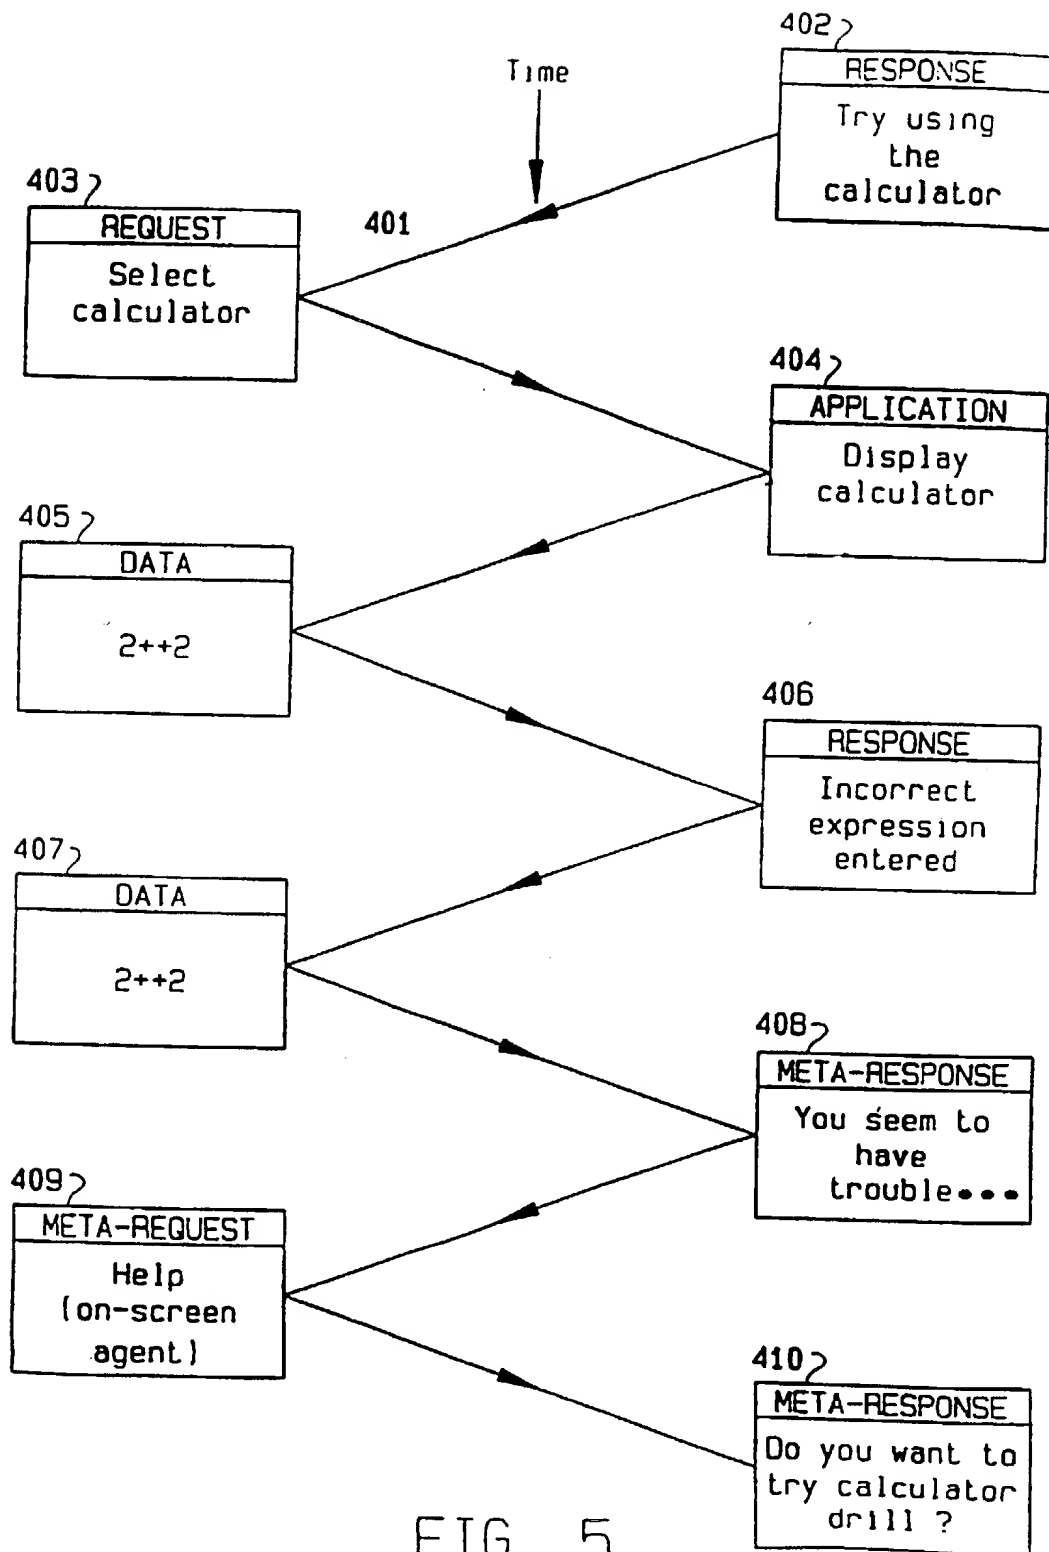 402
RESPONSE
Try using
the
calculator
Time
403
REQUEST
Select
calculator
401
404
APPLICATION
Display
calculator
405
DATA
2++2
406
RESPONSE
Incorrect
expression
entered
407
DATA
2++2
408
META-RESPONSE
You seem to
have
trouble•••
409
META-REQUEST
Help
(on-screen
agent)
410
META-RESPONSE
Do you want to
try calculator
drill ?
FIG 5